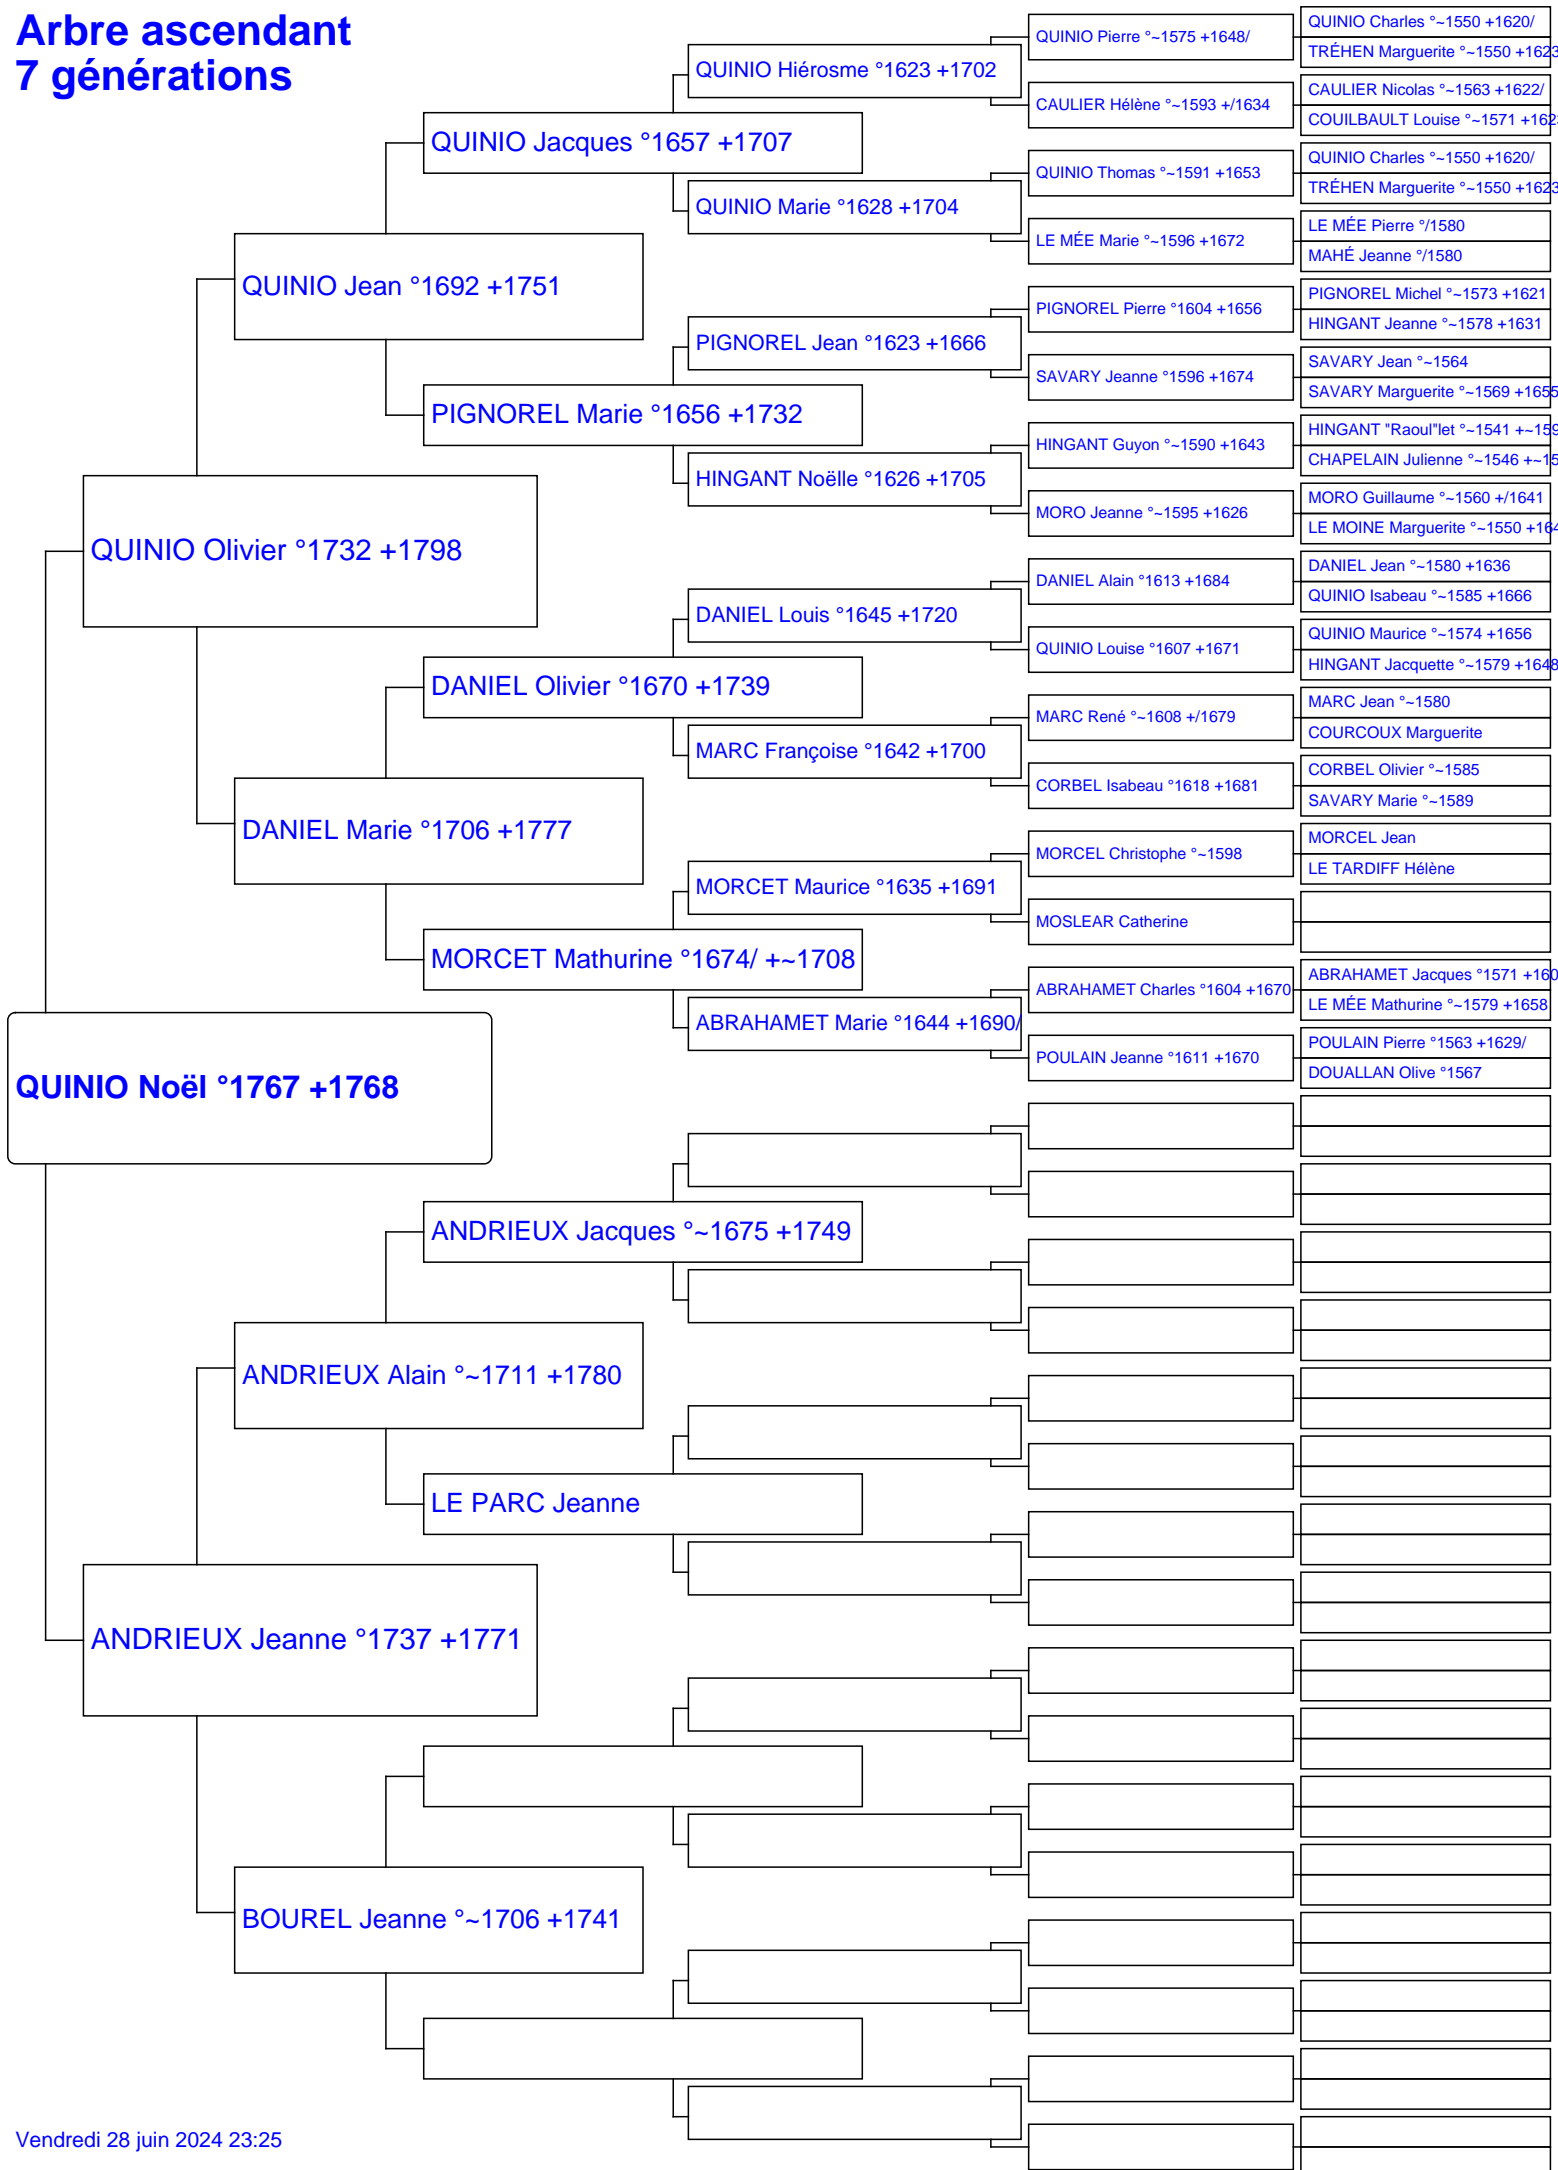 Arbre ascendant
7 générations
QUINIO Noël °1767 +1768
QUINIO Olivier °1732 +1798
ANDRIEUX Jeanne °1737 +1771
QUINIO Jean °1692 +1751
DANIEL Marie °1706 +1777
ANDRIEUX Alain °~1711 +1780
BOUREL Jeanne °~1706 +1741
QUINIO Jacques °1657 +1707
PIGNOREL Marie °1656 +1732
DANIEL Olivier °1670 +1739
MORCET Mathurine °1674/ +~1708
ANDRIEUX Jacques °~1675 +1749
LE PARC Jeanne
QUINIO Hiérosme °1623 +1702
QUINIO Marie °1628 +1704
PIGNOREL Jean °1623 +1666
HINGANT Noëlle °1626 +1705
DANIEL Louis °1645 +1720
MARC Françoise °1642 +1700
MORCET Maurice °1635 +1691
ABRAHAMET Marie °1644 +1690/
QUINIO Pierre °~1575 +1648/
CAULIER Hélène °~1593 +/1634
QUINIO Thomas °~1591 +1653
LE MÉE Marie °~1596 +1672
PIGNOREL Pierre °1604 +1656
SAVARY Jeanne °1596 +1674
HINGANT Guyon °~1590 +1643
MORO Jeanne °~1595 +1626
DANIEL Alain °1613 +1684
QUINIO Louise °1607 +1671
MARC René °~1608 +/1679
CORBEL Isabeau °1618 +1681
MORCEL Christophe °~1598
MOSLEAR Catherine
ABRAHAMET Charles °1604 +1670
POULAIN Jeanne °1611 +1670
QUINIO Charles °~1550 +1620/
TRÉHEN Marguerite °~1550 +1623
CAULIER Nicolas °~1563 +1622/
COUILBAULT Louise °~1571 +162
QUINIO Charles °~1550 +1620/
TRÉHEN Marguerite °~1550 +1623
LE MÉE Pierre °/1580
MAHÉ Jeanne °/1580
PIGNOREL Michel °~1573 +1621
HINGANT Jeanne °~1578 +1631
SAVARY Jean °~1564
SAVARY Marguerite °~1569 +1655
HINGANT "Raoul"let °~1541 +~159
CHAPELAIN Julienne °~1546 +~15
MORO Guillaume °~1560 +/1641
LE MOINE Marguerite °~1550 +164
DANIEL Jean °~1580 +1636
QUINIO Isabeau °~1585 +1666
QUINIO Maurice °~1574 +1656
HINGANT Jacquette °~1579 +1648
MARC Jean °~1580
COURCOUX Marguerite
CORBEL Olivier °~1585
SAVARY Marie °~1589
MORCEL Jean
LE TARDIFF Hélène
ABRAHAMET Jacques °1571 +160
LE MÉE Mathurine °~1579 +1658
POULAIN Pierre °1563 +1629/
DOUALLAN Olive °1567
Vendredi 28 juin 2024 23:25